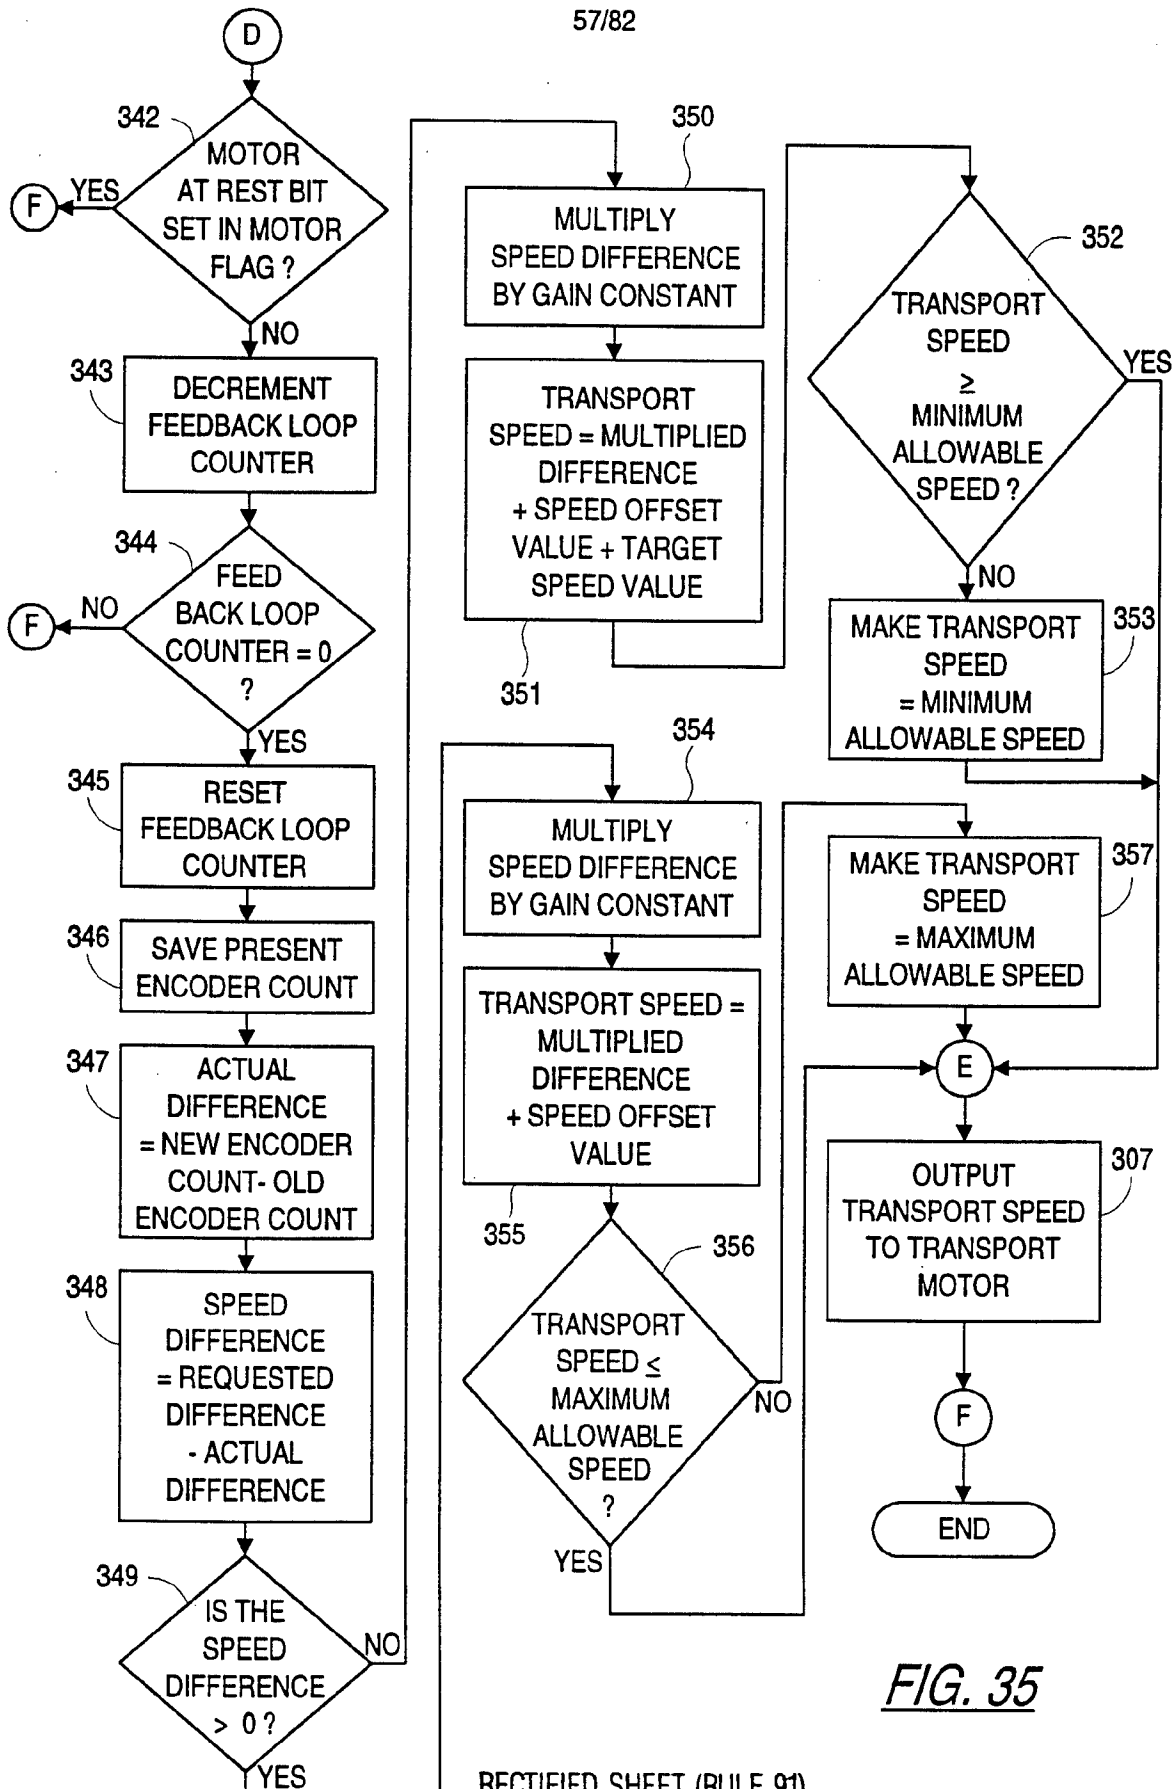 57/82
D
342
MOTOR
AT REST BIT
SET IN MOTOR
FLAG ?
YES
F
NO
343
DECREMENT
FEEDBACK LOOP
COUNTER
344
FEED
BACK LOOP
COUNTER = 0
?
NO
F
YES
345
RESET
FEEDBACK LOOP
COUNTER
346
SAVE PRESENT
ENCODER COUNT
347
ACTUAL
DIFFERENCE
= NEW ENCODER
COUNT- OLD
ENCODER COUNT
348
SPEED
DIFFERENCE
= REQUESTED
DIFFERENCE
- ACTUAL
DIFFERENCE
349
IS THE
SPEED
DIFFERENCE
> 0 ?
NO
YES
350
MULTIPLY
SPEED DIFFERENCE
BY GAIN CONSTANT
TRANSPORT
SPEED = MULTIPLIED
DIFFERENCE
+ SPEED OFFSET
VALUE + TARGET
SPEED VALUE
351
352
TRANSPORT
SPEED
≥
MINIMUM
ALLOWABLE
SPEED ?
YES
NO
353
MAKE TRANSPORT
SPEED
= MINIMUM
ALLOWABLE SPEED
354
MULTIPLY
SPEED DIFFERENCE
BY GAIN CONSTANT
TRANSPORT SPEED =
MULTIPLIED
DIFFERENCE
+ SPEED OFFSET
VALUE
355
356
TRANSPORT
SPEED ≤
MAXIMUM
ALLOWABLE
SPEED
?
NO
YES
357
MAKE TRANSPORT
SPEED
= MAXIMUM
ALLOWABLE SPEED
E
307
OUTPUT
TRANSPORT SPEED
TO TRANSPORT
MOTOR
F
END
FIG. 35
RECTIFIED SHEET (RULE 91)